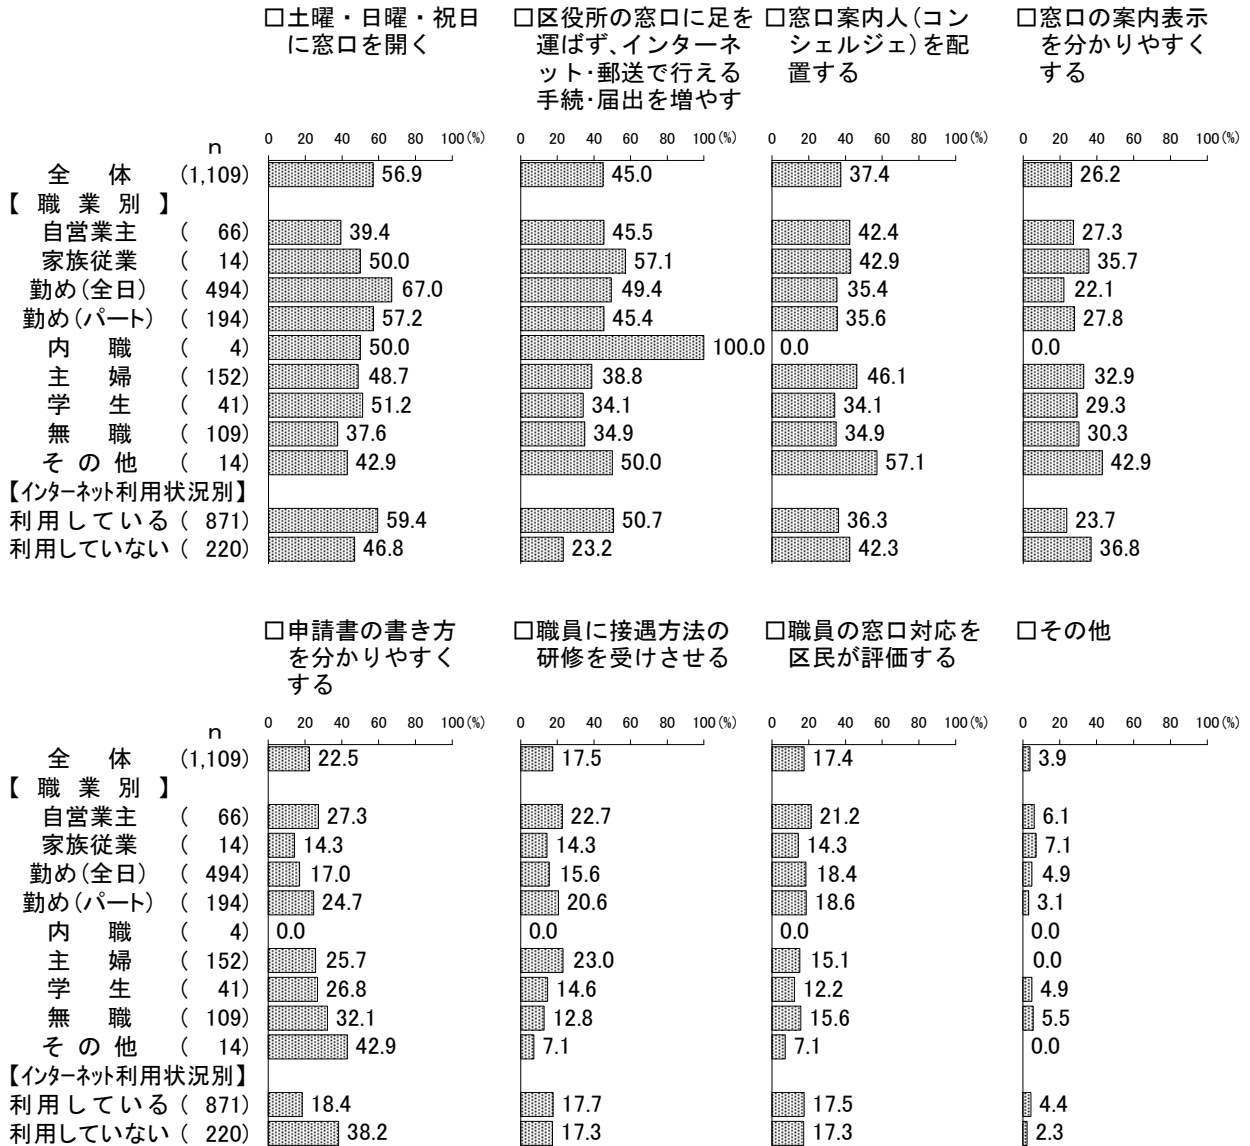 □土曜・日曜・祝日に窓口を開く
□区役所の窓口に足を運ばず、インターネット・郵送で行える手続・届出を増やす
□窓口案内人(コンシェルジェ)を配置する
□窓口の案内表示を分かりやすくする
n 0 20 40 60 80 100(%) 0 20 40 60 80 100(%) 0 20 40 60 80 100(%) 0 20 40 60 80 100(%)
全体 (1,109) 56.9 45.0 37.4 26.2
【職業別】
自営業主 (66) 39.4 45.5 42.4 27.3
家族従業 (14) 50.0 57.1 42.9 35.7
勤め(全日) (494) 67.0 49.4 35.4 22.1
勤め(パート) (194) 57.2 45.4 35.6 27.8
内職 (4) 50.0 100.0 0.0 0.0
主婦 (152) 48.7 38.8 46.1 32.9
学生 (41) 51.2 34.1 34.1 29.3
無職 (109) 37.6 34.9 34.9 30.3
その他 (14) 42.9 50.0 57.1 42.9
【インターネット利用状況別】
利用している (871) 59.4 50.7 36.3 23.7
利用していない (220) 46.8 23.2 42.3 36.8
□申請書の書き方を分かりやすくする
□職員に接遇方法の研修を受けさせる
□職員の窓口対応を区民が評価する
□その他
n 0 20 40 60 80 100(%) 0 20 40 60 80 100(%) 0 20 40 60 80 100(%) 0 20 40 60 80 100(%)
全体 (1,109) 22.5 17.5 17.4 3.9
【職業別】
自営業主 (66) 27.3 22.7 21.2 6.1
家族従業 (14) 14.3 14.3 14.3 7.1
勤め(全日) (494) 17.0 15.6 18.4 4.9
勤め(パート) (194) 24.7 20.6 18.6 3.1
内職 (4) 0.0 0.0 0.0 0.0
主婦 (152) 25.7 23.0 15.1 0.0
学生 (41) 26.8 14.6 12.2 4.9
無職 (109) 32.1 12.8 15.6 5.5
その他 (14) 42.9 7.1 7.1 0.0
【インターネット利用状況別】
利用している (871) 18.4 17.7 17.5 4.4
利用していない (220) 38.2 17.3 17.3 2.3